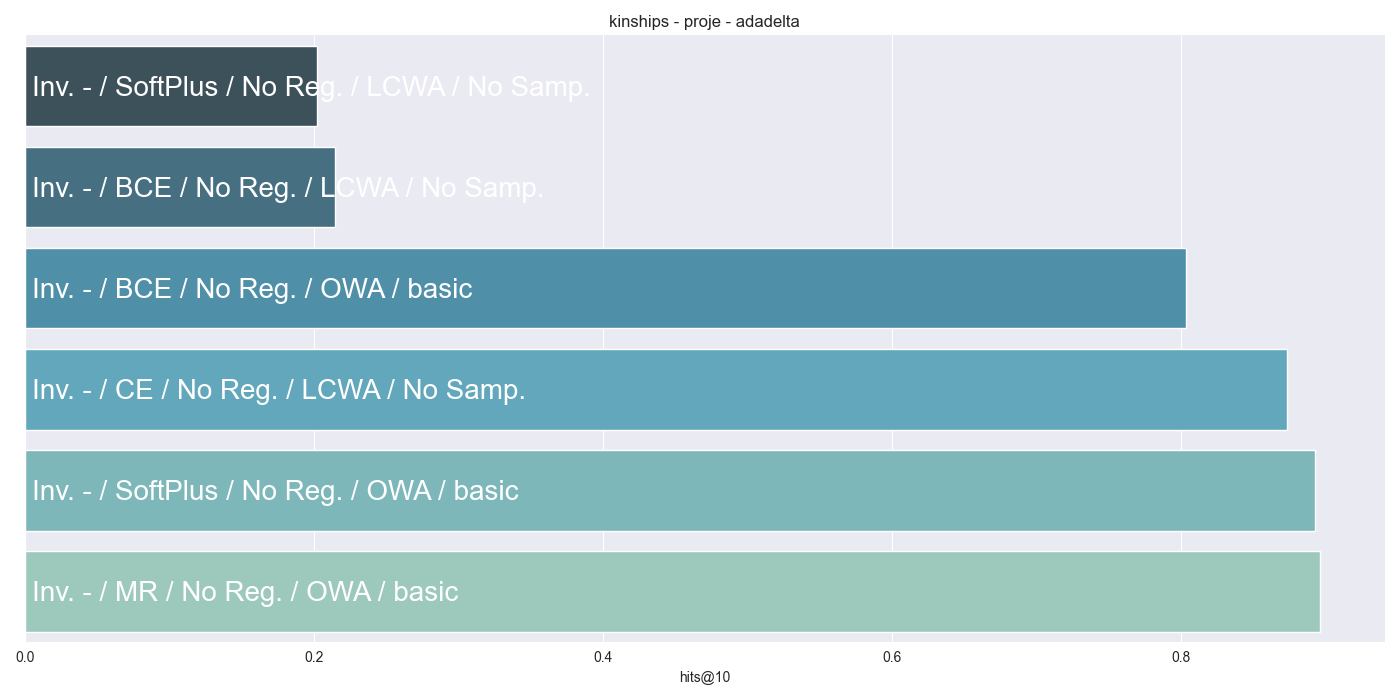 kinships - proje - adadelta
Inv. - / SoftPlus / No Reg. / LCWA / No Samp.
Inv. - / BCE / No Reg. / LCWA / No Samp.
Inv. - / BCE / No Reg. / OWA / basic
Inv. - / CE / No Reg. / LCWA / No Samp.
Inv. - / SoftPlus / No Reg. / OWA / basic
Inv. - / MR / No Reg. / OWA / basic
0.0 0.2 0.4 0.6 0.8
hits@10